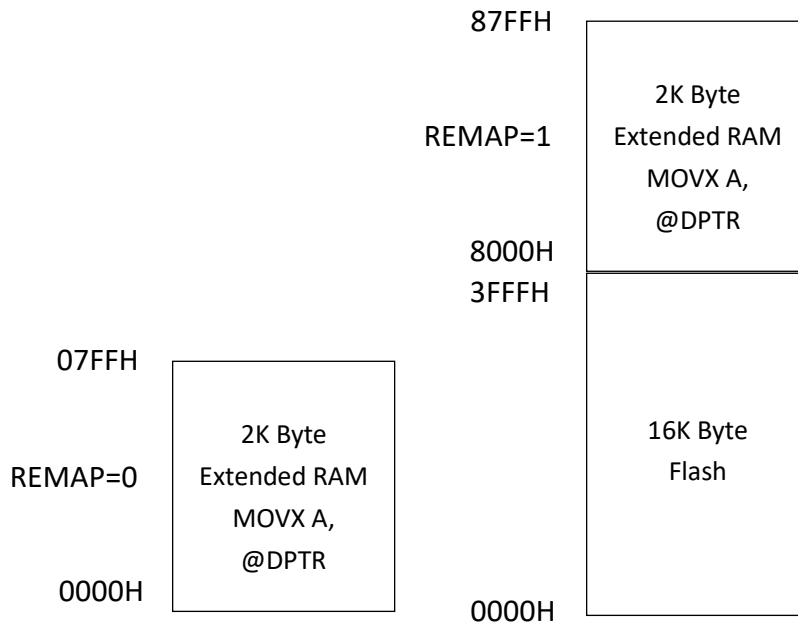 87FFH
2K Byte
REMAP=1
Extended RAM
MOVX A,
@DPTR
8000H
3FFFH
07FFH
2K Byte
REMAP=0
Extended RAM
MOVX A,
@DPTR
0000H
16K Byte
Flash
0000H